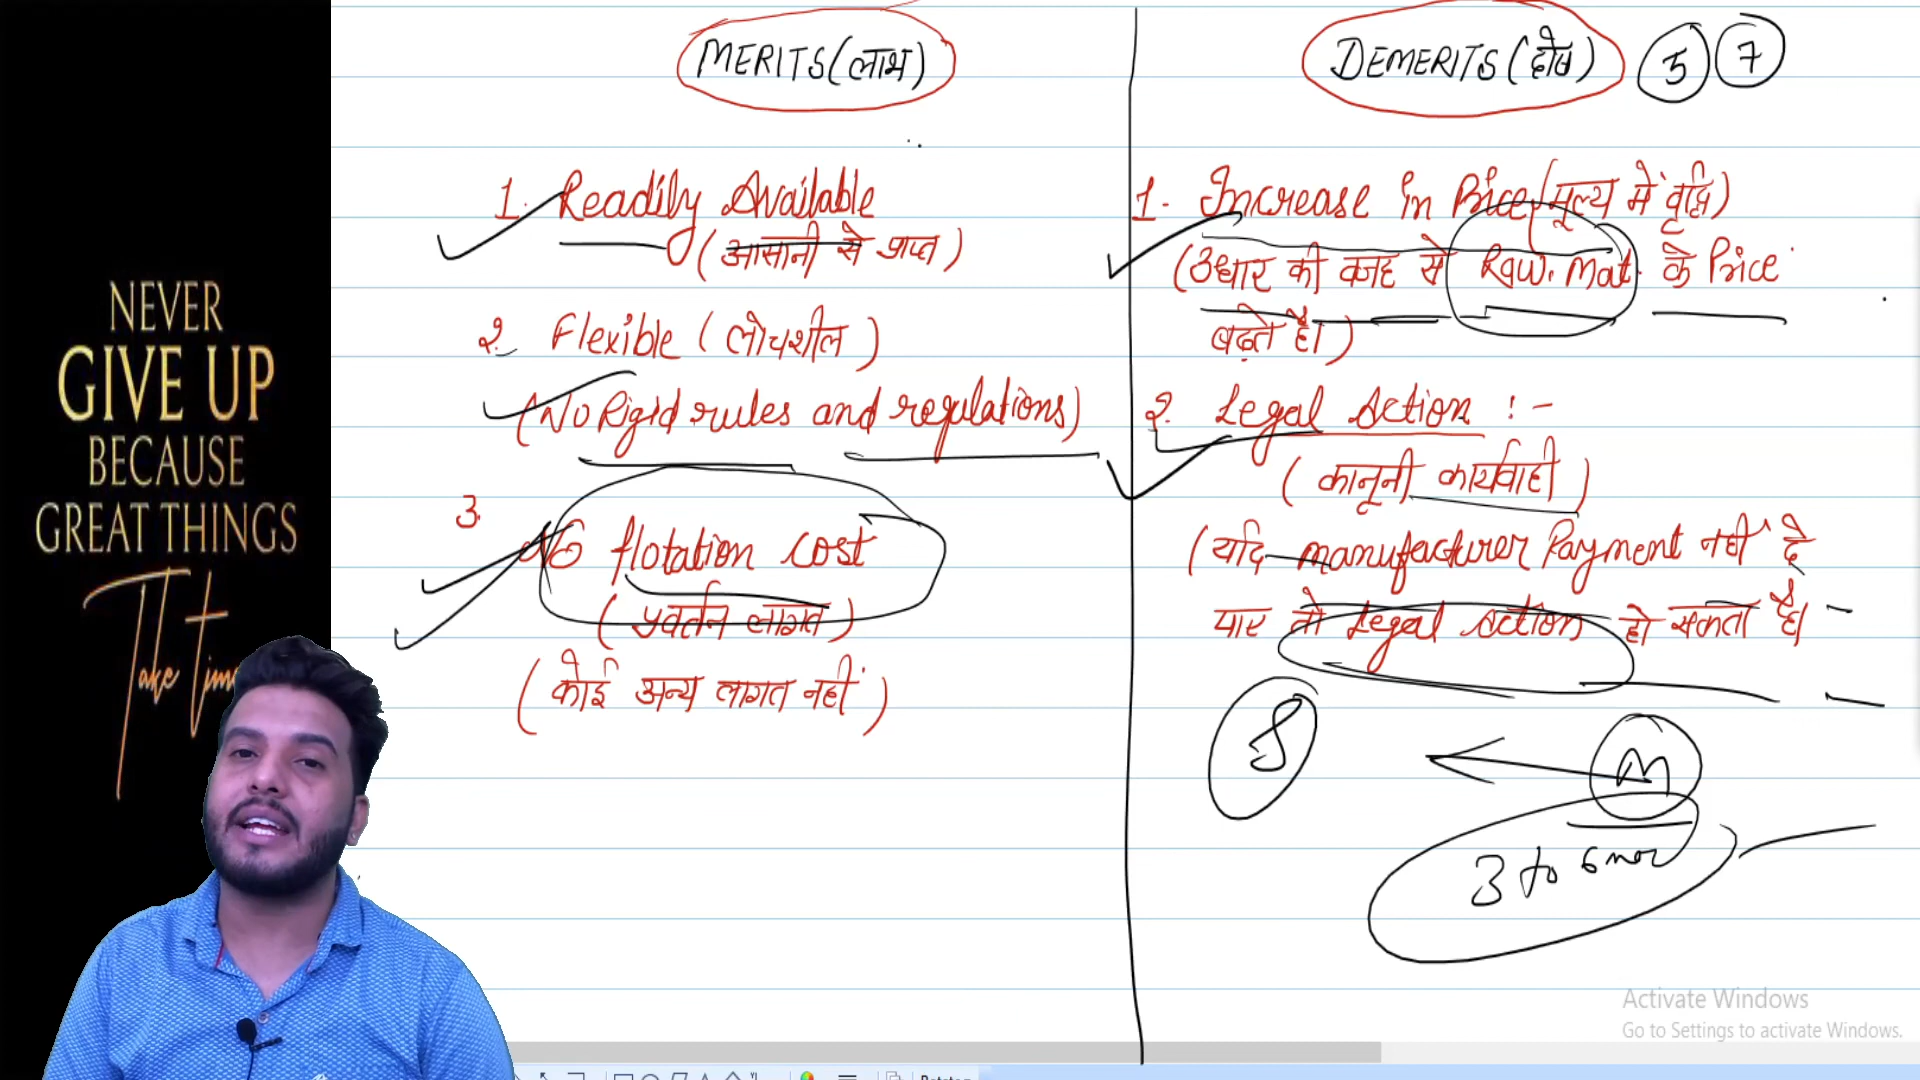 NEVER
GIVE UP
BECAUSE
GREAT THINGS
Take Time
MERITS (लाभ)
1. Readily Available
(आसानी से प्राप्त)
2. Flexible (लोचशील)
(No Rigid rules and regulations)
3.
NO flotation cost
(प्रवर्तन लागत)
(कोई अन्य लागत नहीं)
DEMERITS (दोष) 5 7
1. Increase in Price (मूल्य में वृद्धि)
(उधार की वजह से Raw. Mat. के Price
बढ़ते है।)
2. Legal Action :-
(कानूनी कार्यवाही)
(यदि manufacturer Payment नहीं दे
पाए तो Legal Action हो सकता है।
S M
3 to 6
Activate Windows
Go to Settings to activate Windows.